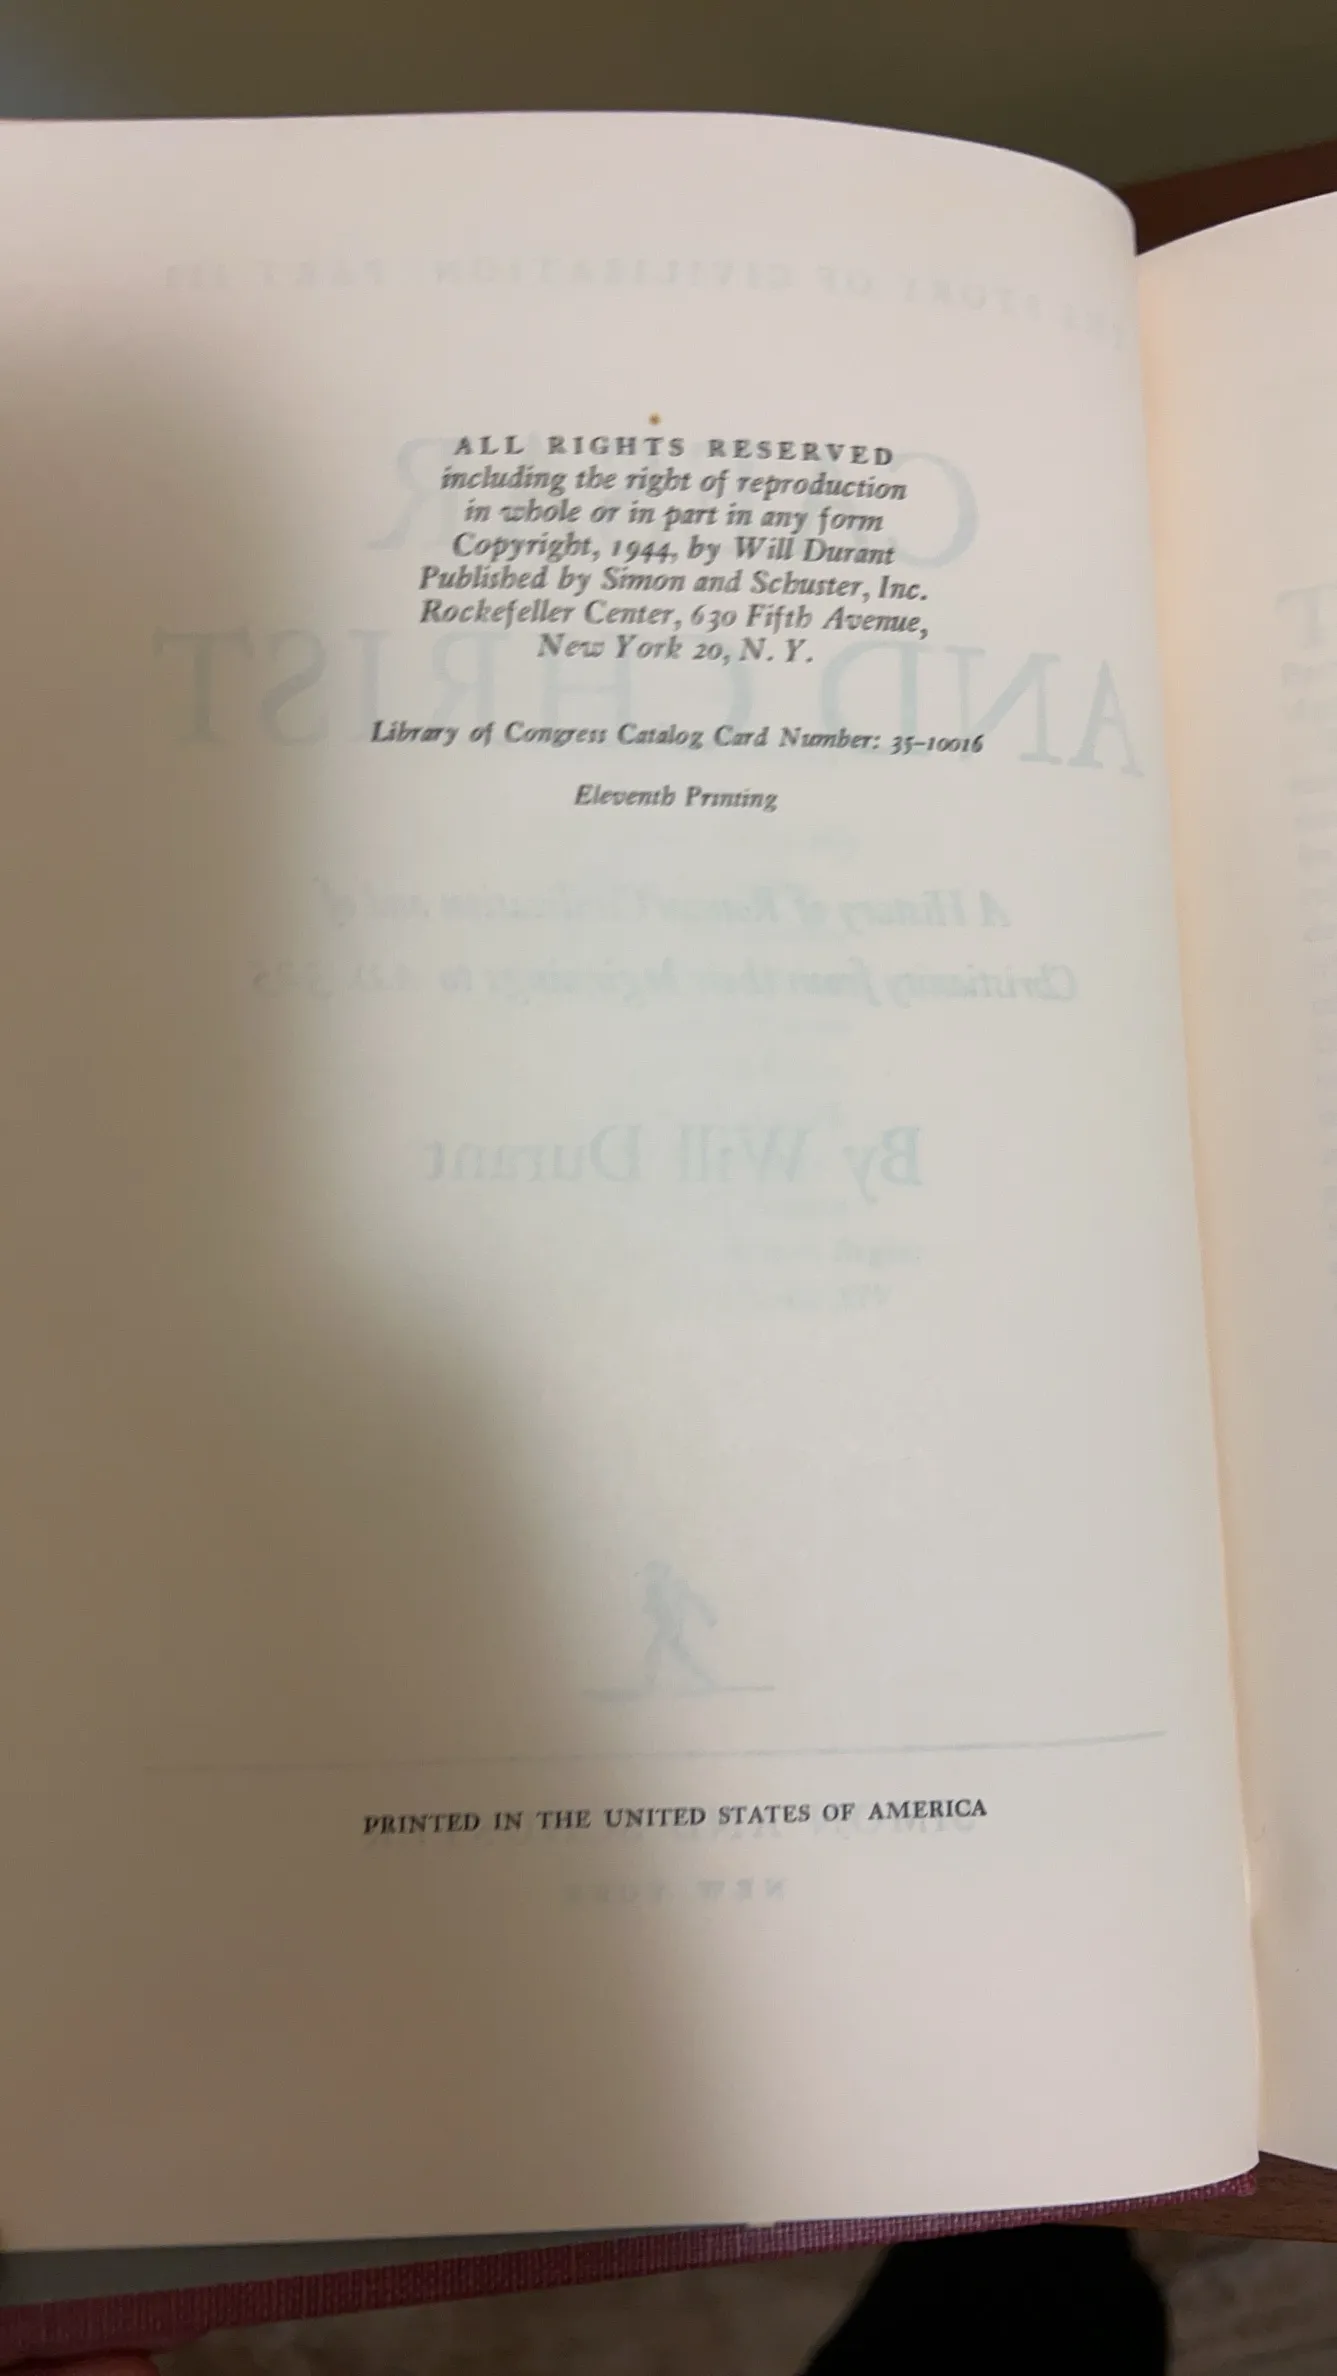 ALL RIGHTS RESERVED
including the right of reproduction
in whole or in part in any form
Copyright, 1944, by Will Durant
Published by Simon and Schuster, Inc.
Rockefeller Center, 630 Fifth Avenue,
New York 20, N. Y.
Library of Congress Catalog Card Number: 35-10016
Eleventh Printing
PRINTED IN THE UNITED STATES OF AMERICA